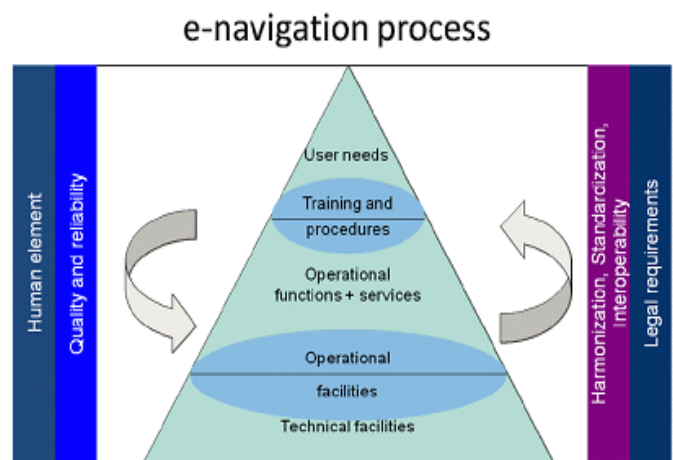 e-navigation process
Human element
Quality and reliability
User needs
Training and
procedures
Operational
functions + services
Operational
facilities
Technical facilities
Harmonization, Standardization,
Interoperability
Legal requirements